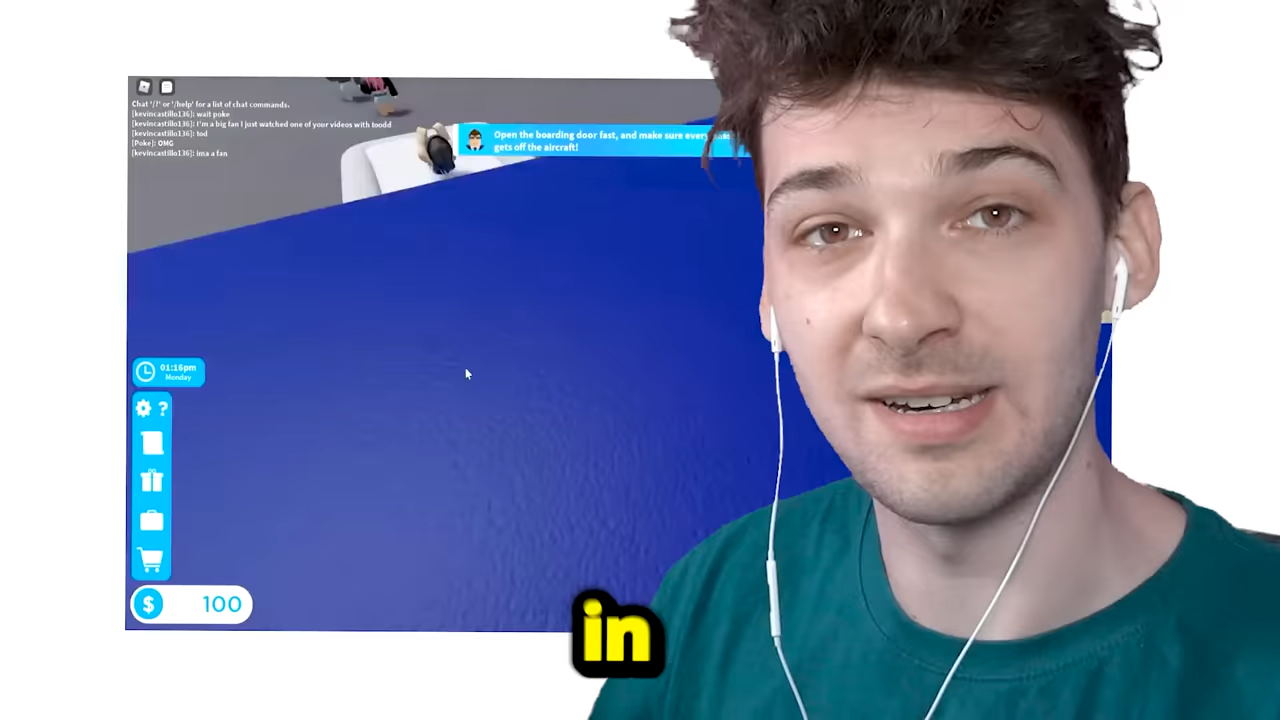 Chat '/?' or '/help' for a list of chat commands.
[kevincastillo136]: wait poke
[kevincastillo136]: I'm a big fan I just watched one of your videos with toodd
[kevincastillo136]: tod
[Poke]: OMG
[kevincastillo136]: ima a fan
Open the boarding door fast, and make sure
gets off the aircraft!
01:16pm
Monday
?
$ 100
in